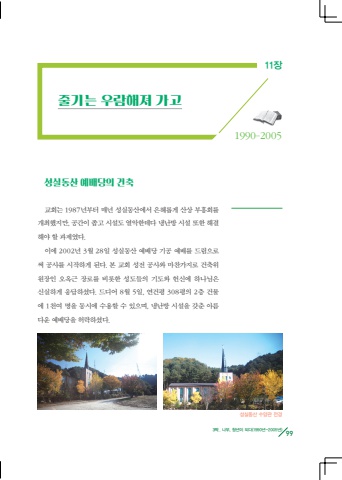 11장
줄기는 우람해져 가고
1990-2005
성실동산 예배당의 건축
교회는 1987년부터 매년 성실동산에서 은혜롭게 산상 부흥회를
개최했지만, 공간이 좁고 시설도 열악한데다 냉난방 시설 또한 해결
해야 할 과제였다.
이에 2002년 3월 28일 성실동산 예배당 기공 예배를 드림으로
써 공사를 시작하게 된다. 본 교회 성전 공사와 마찬가지로 건축위
원장인 오육근 장로를 비롯한 성도들의 기도와 헌신에 하나님은
신실하게 응답하셨다. 드디어 8월 5일, 연건평 308평의 2층 건물
에 1천여 명을 동시에 수용할 수 있으며, 냉난방 시설을 갖춘 아름
다운 예배당을 허락하셨다.
성실동산 수양관 전경
99